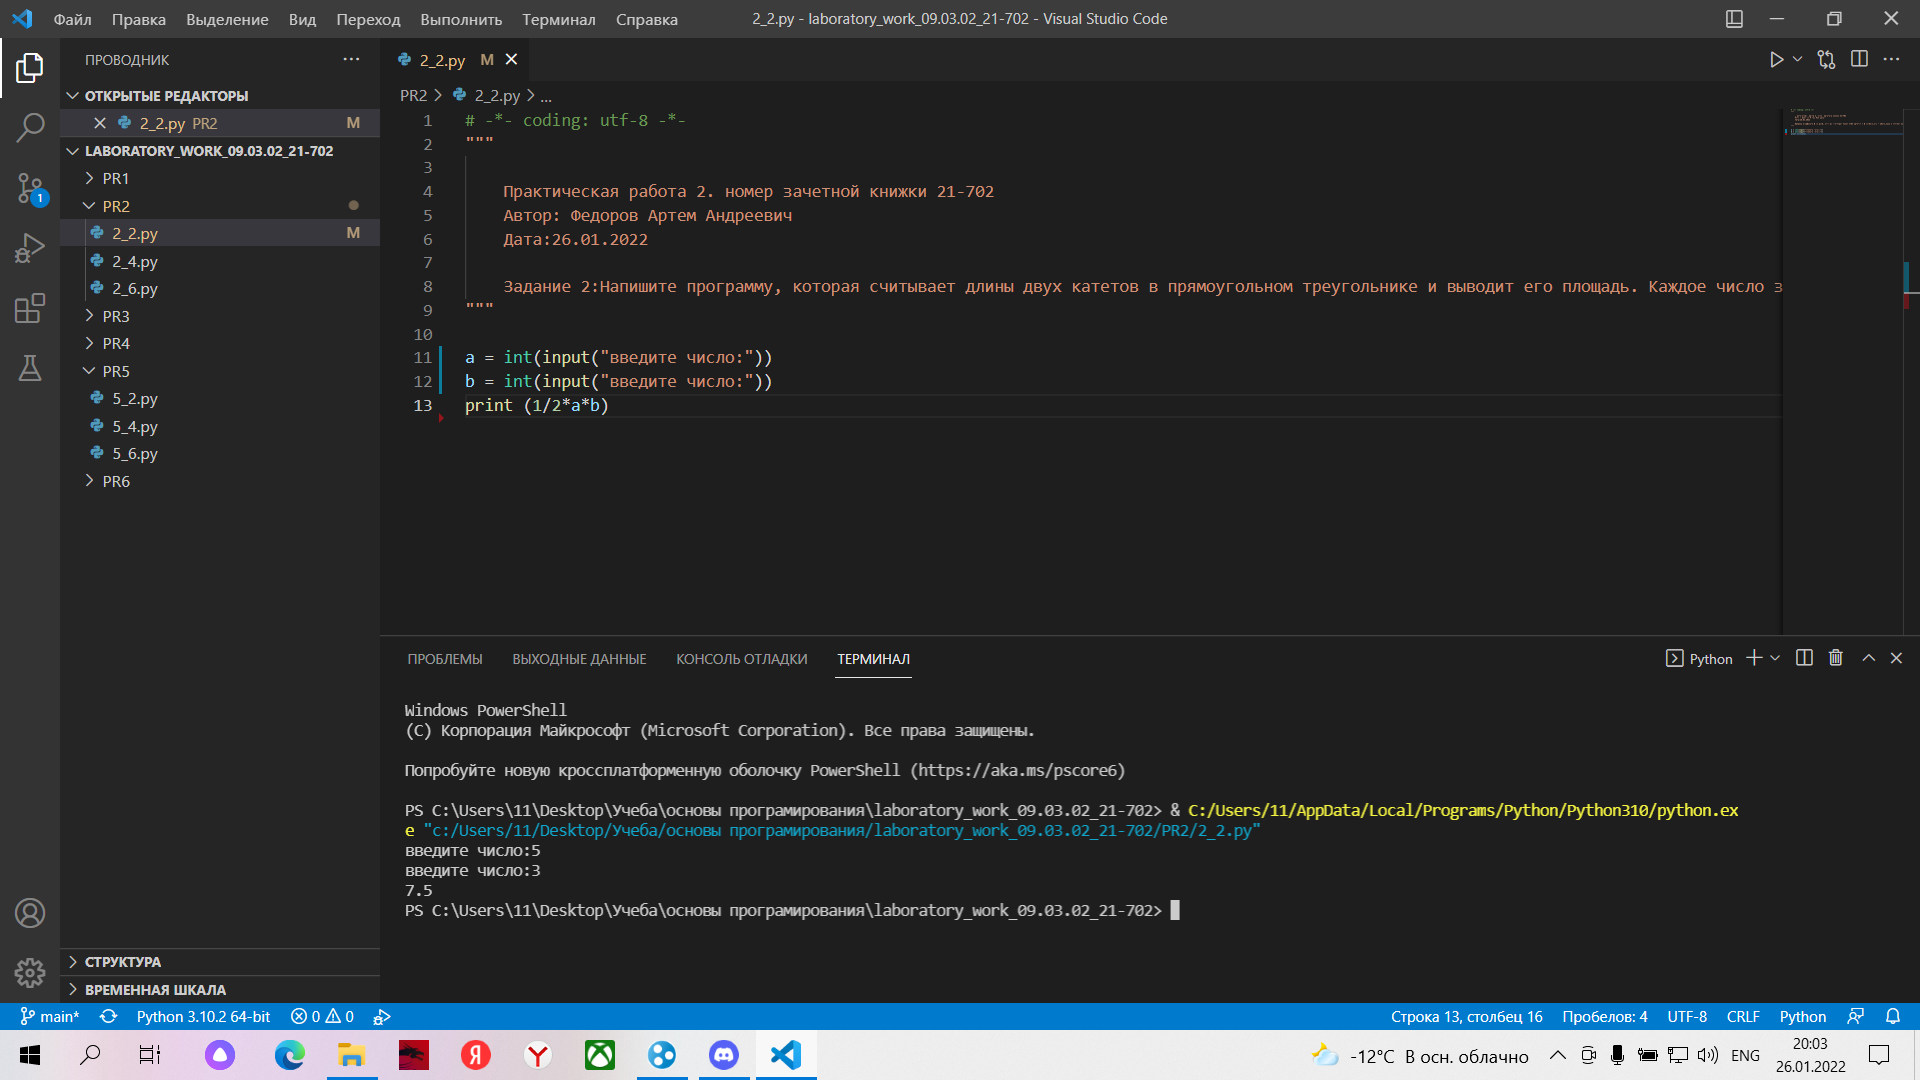 Файл Правка Выделение Вид Переход Выполнить Терминал Справка
2_2.py - laboratory_work_09.03.02_21-702 - Visual Studio Code
ПРОВОДНИК
ОТКРЫТЫЕ РЕДАКТОРЫ
2_2.py PR2 M
LABORATORY_WORK_09.03.02_21-702
PR1
PR2
2_2.py M
2_4.py
2_6.py
PR3
PR4
PR5
5_2.py
5_4.py
5_6.py
PR6
СТРУКТУРА
ВРЕМЕННАЯ ШКАЛА
1
2_2.py M
PR2 > 2_2.py > ...
1 # -*- coding: utf-8 -*-
2 """
3
4 Практическая работа 2. номер зачетной книжки 21-702
5 Автор: Федоров Артем Андреевич
6 Дата:26.01.2022
7
8 Задание 2:Напишите программу, которая считывает длины двух катетов в прямоугольном треугольнике и выводит его площадь. Каждое число з
9 """
10
11 a = int(input("введите число:"))
12 b = int(input("введите число:"))
13 print (1/2*a*b)
ПРОБЛЕМЫ ВЫХОДНЫЕ ДАННЫЕ КОНСОЛЬ ОТЛАДКИ ТЕРМИНАЛ
Python
Windows PowerShell
(C) Корпорация Майкрософт (Microsoft Corporation). Все права защищены.
Попробуйте новую кроссплатформенную оболочку PowerShell (https://aka.ms/pscore6)
PS C:\Users\11\Desktop\Учеба\основы програмирования\laboratory_work_09.03.02_21-702> & C:/Users/11/AppData/Local/Programs/Python/Python310/python.ex
e "c:/Users/11/Desktop/Учеба/основы програмирования/laboratory_work_09.03.02_21-702/PR2/2_2.py"
введите число:5
введите число:3
7.5
PS C:\Users\11\Desktop\Учеба\основы програмирования\laboratory_work_09.03.02_21-702>
main* Python 3.10.2 64-bit 0 0
Строка 13, столбец 16 Пробелов: 4 UTF-8 CRLF Python
-12°C В осн. облачно ENG
20:03
26.01.2022